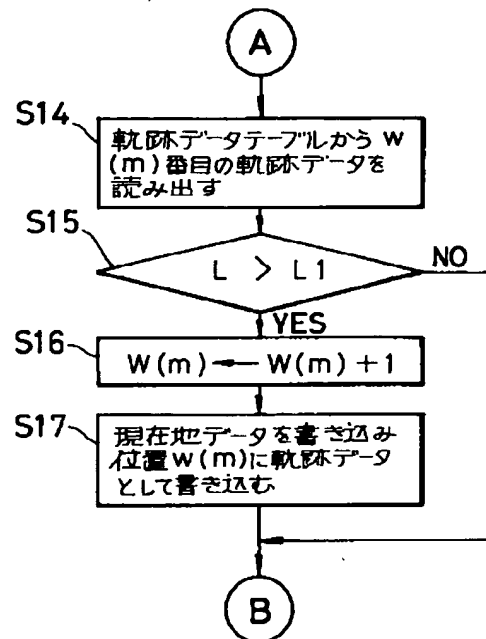 A
S14
軌跡データテーブルから W
(m)番目の軌跡データを
読み出す
S15
L > L1
NO
YES
S16
W(m) ← W(m) + 1
S17
現在地データを書き込み
位置W(m)に軌跡データ
として書き込む
B